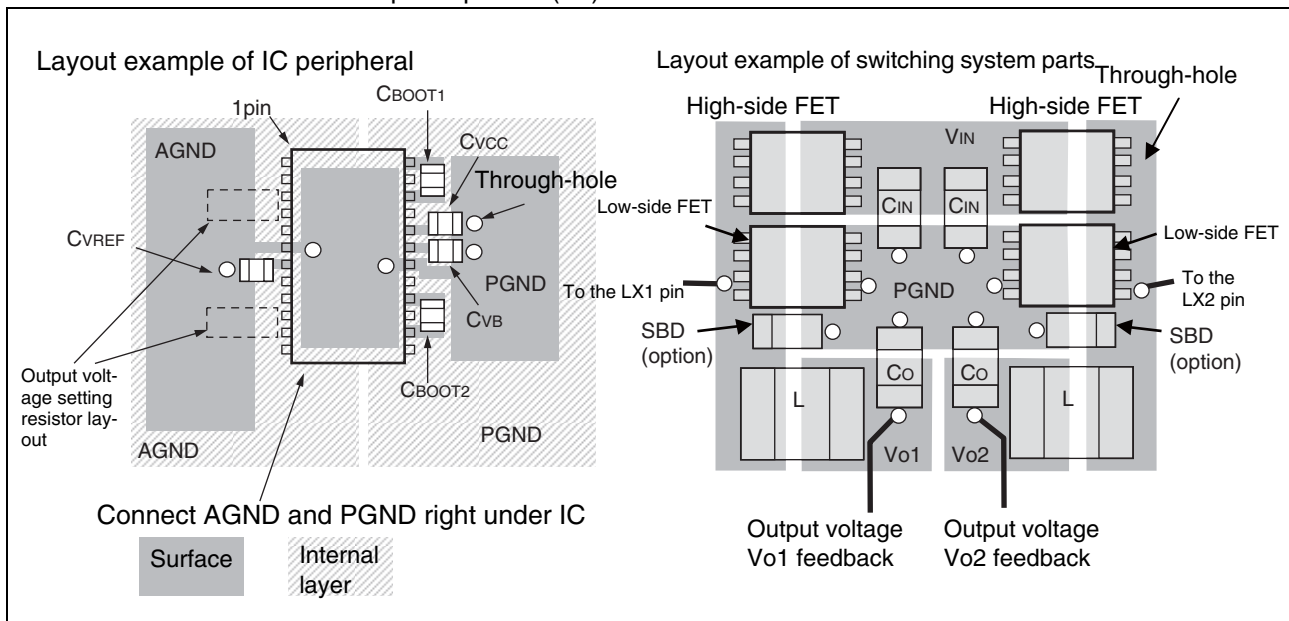 Layout example of IC peripheral
1pin
CBOOT1
CVCC
Through-hole
AGND
CVREF
PGND
CVB
CBOOT2
Output volt-
age setting
resistor lay-
out
AGND
PGND
Connect AGND and PGND right under IC
Surface
Internal
layer
Layout example of switching system parts
Through-hole
High-side FET
High-side FET
VIN
Low-side FET
CIN
CIN
Low-side FET
To the LX1 pin
PGND
To the
LX2 pin
SBD
(option)
SBD
(option)
CO
CO
L
L
Vo1
Vo2
Output voltage
Vo1 feedback
Output voltage
Vo2 feedback